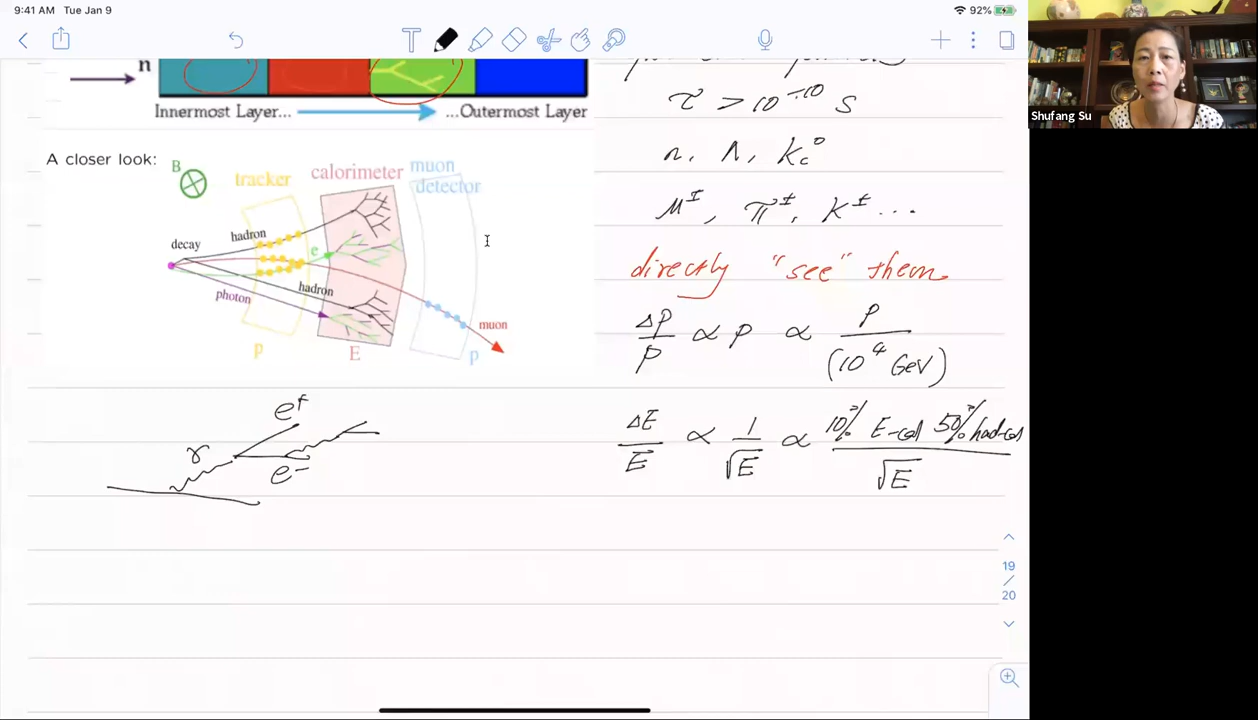 9:41 AM Tue Jan 9
92%
n
Innermost Layer...
...Outermost Layer
τ > 10^-10 s
n, Λ, K
μ±, π±, K± ...
directly "see" them
A closer look:
B
tracker
calorimeter
muon
detector
hadron
decay
e
hadron
photon
muon
p
E
p
Δp/p ∝ p ∝ p/(10^4 GeV)
ΔE/E ∝ 1/√E ∝ 10% E-cal 50% had-cal/√E
e+
γ
e-
Shufang Su
19
/
20